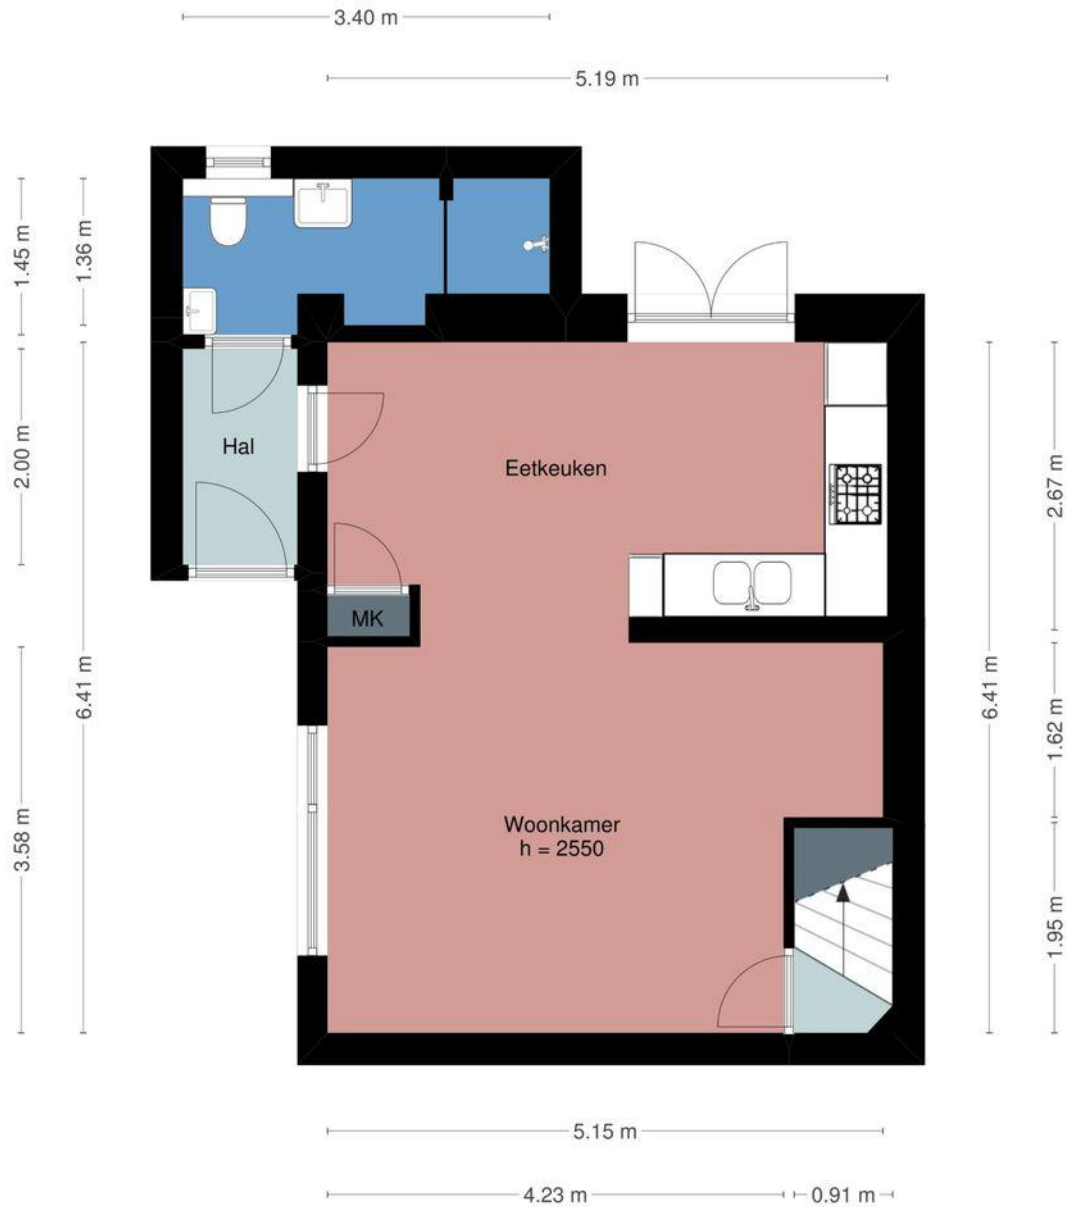 3.40 m
5.19 m
1.45 m
1.36 m
2.00 m
Hal
Eetkeuken
2.67 m
MK
6.41 m
6.41 m
1.62 m
3.58 m
Woonkamer
h = 2550
1.95 m
5.15 m
4.23 m
0.91 m